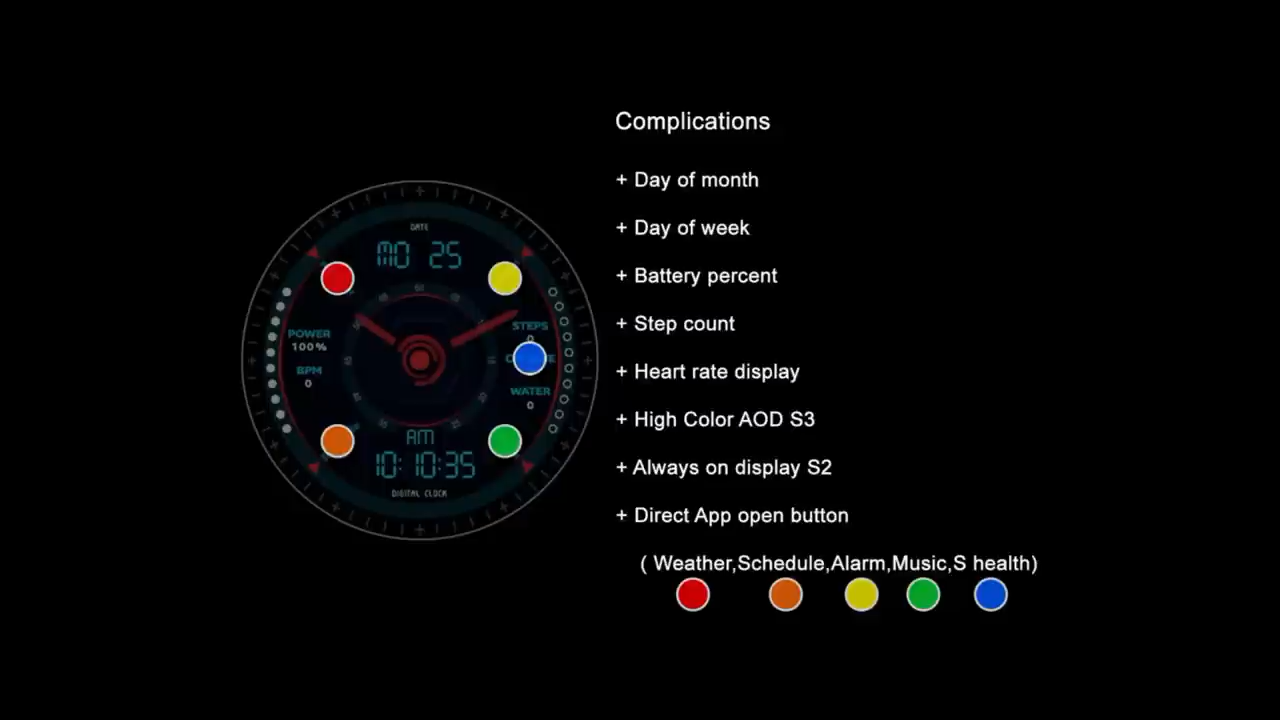 Complications
+ Day of month
+ Day of week
+ Battery percent
+ Step count
+ Heart rate display
+ High Color AOD S3
+ Always on display S2
+ Direct App open button
( Weather,Schedule,Alarm,Music,S health)
DATE
MO 25
60
POWER
100%
BPM
0
STEPS
0
WATER
0
AM
10:10:35
DIGITAL CLOCK